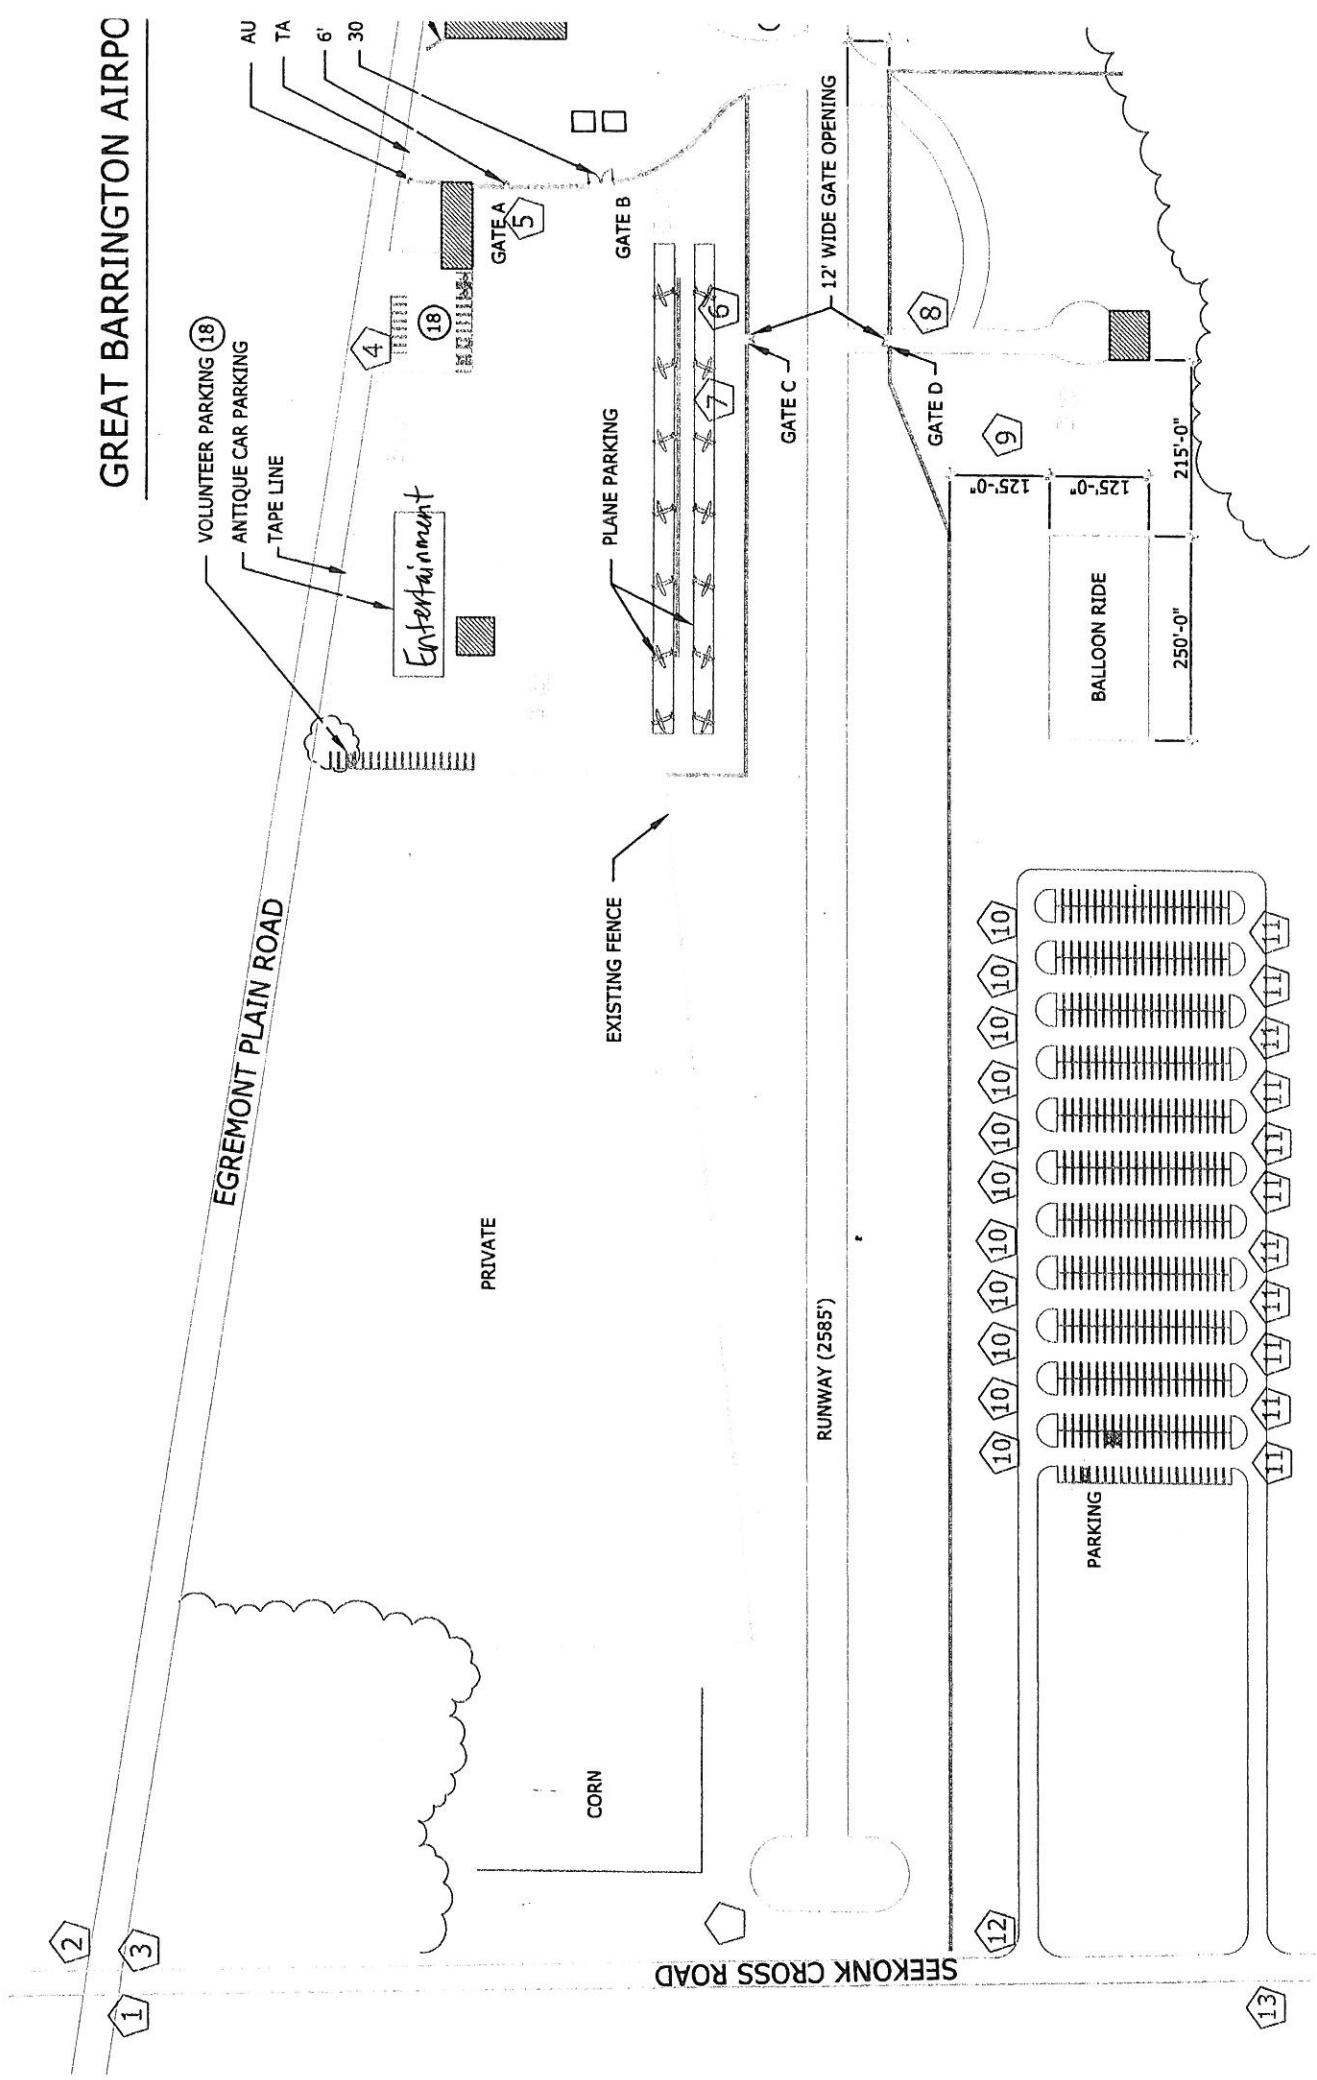 GREAT BARRINGTON AIRPO
AU
TA
6'
30
VOLUNTEER PARKING 18
ANTIQUE CAR PARKING
TAPE LINE
4
18
GATE A
5
GATE B
Entertainment
PLANE PARKING
6
7
12' WIDE GATE OPENING
GATE C
GATE D
8
9
125'-0"
125'-0"
215'-0"
250'-0"
BALLOON RIDE
EGREMONT PLAIN ROAD
EXISTING FENCE
PRIVATE
RUNWAY (2585')
10
10
10
10
10
10
10
10
10
10
10
11
11
11
11
11
11
11
11
11
11
11
PARKING
CORN
2
3
1
SEEKONK CROSS ROAD
12
13